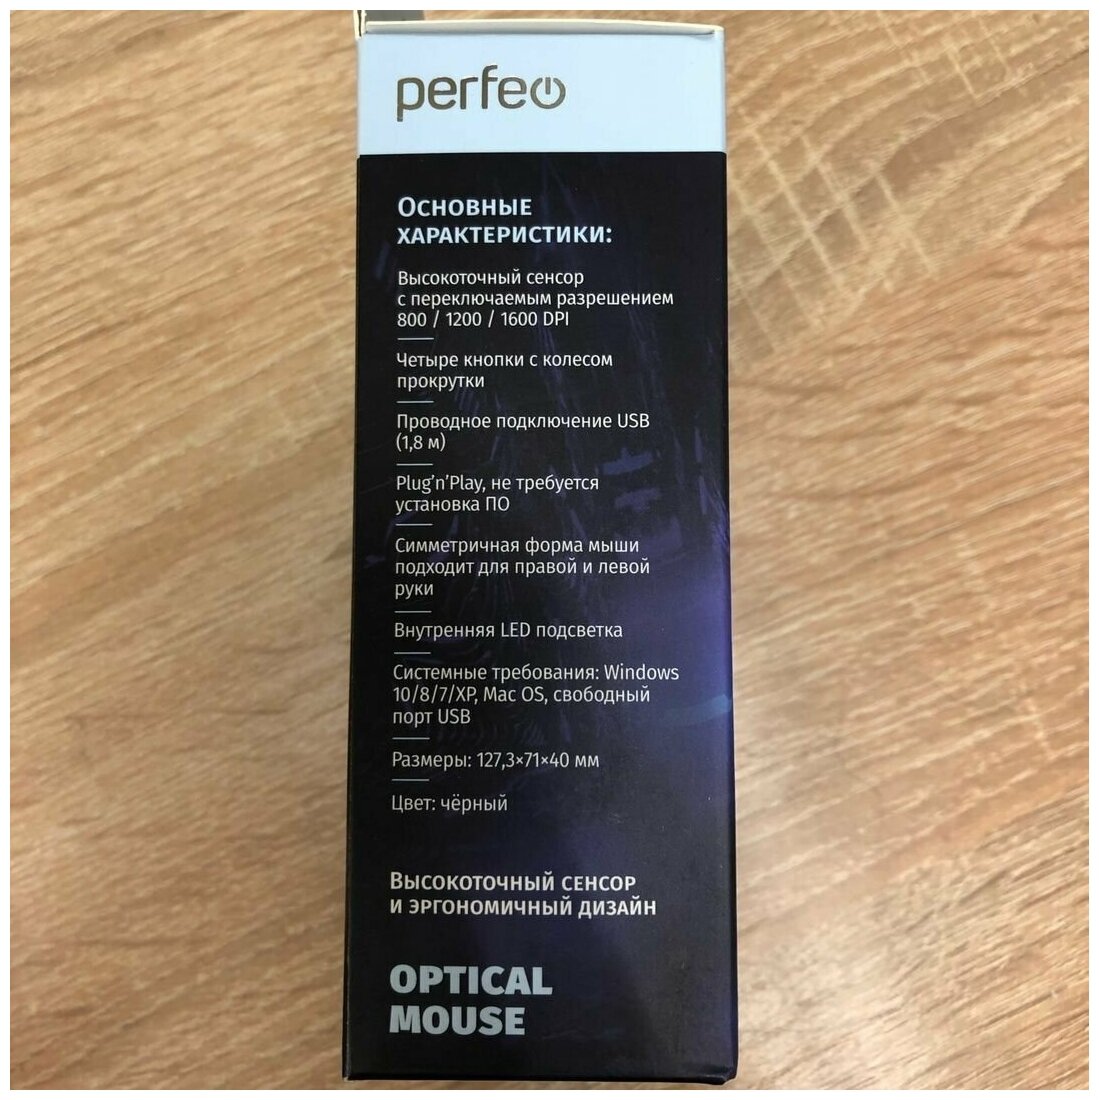 perfeo
Основные
характеристики:
Высокоточный сенсор
с переключаемым разрешением
800 / 1200 / 1600 DPI
Четыре кнопки с колесом
прокрутки
Проводное подключение USB
(1,8 м)
Plug’n’Play, не требуется
установка ПО
Симметричная форма мыши
подходит для правой и левой
руки
Внутренняя LED подсветка
Системные требования: Windows
10/8/7/XP, Mac OS, свободный
порт USB
Размеры: 127,3×71×40 мм
Цвет: чёрный
Высокоточный сенсор
и эргономичный дизайн
OPTICAL
MOUSE